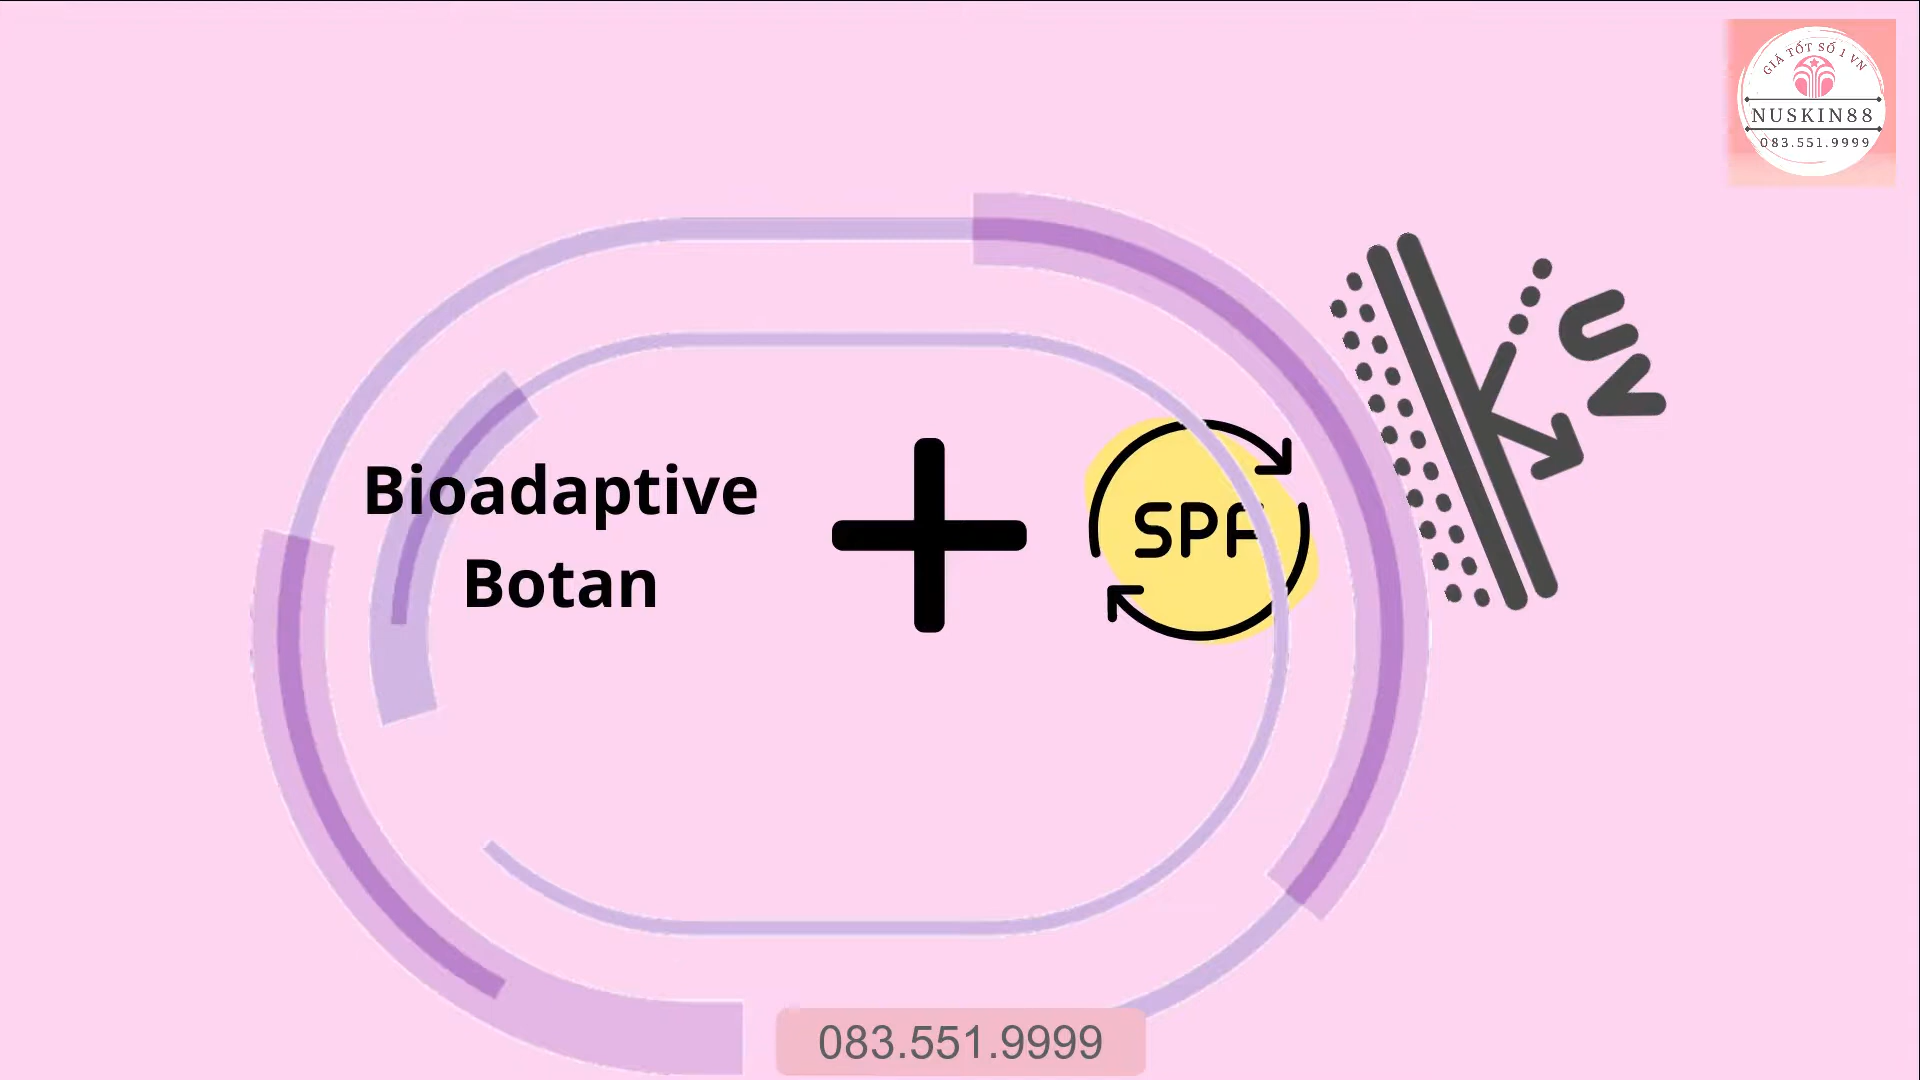 GIÁ TỐT SỐ 1 VN
NUSKIN88
083.551.9999
UV
Bioadaptive
Botan
SPF
083.551.9999